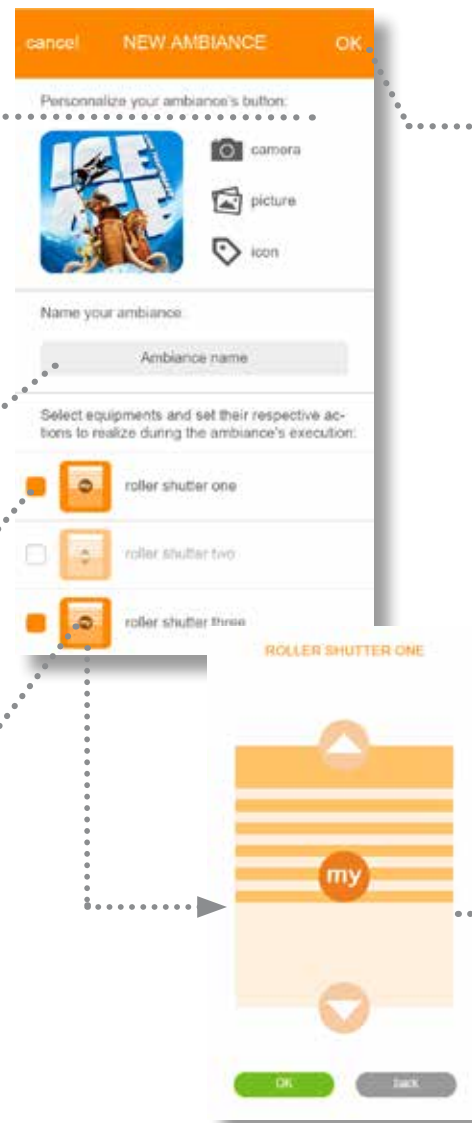 cancel NEW AMBIANCE OK
Personnalize your ambiance's button:
ICE
AGE
camera
picture
icon
Name your ambiance:
Ambiance name
Select equipments and set their respective ac-
tions to realize during the ambiance's execution:
roller shutter one
roller shutter two
roller shutter three
ROLLER SHUTTER ONE
my
OK back